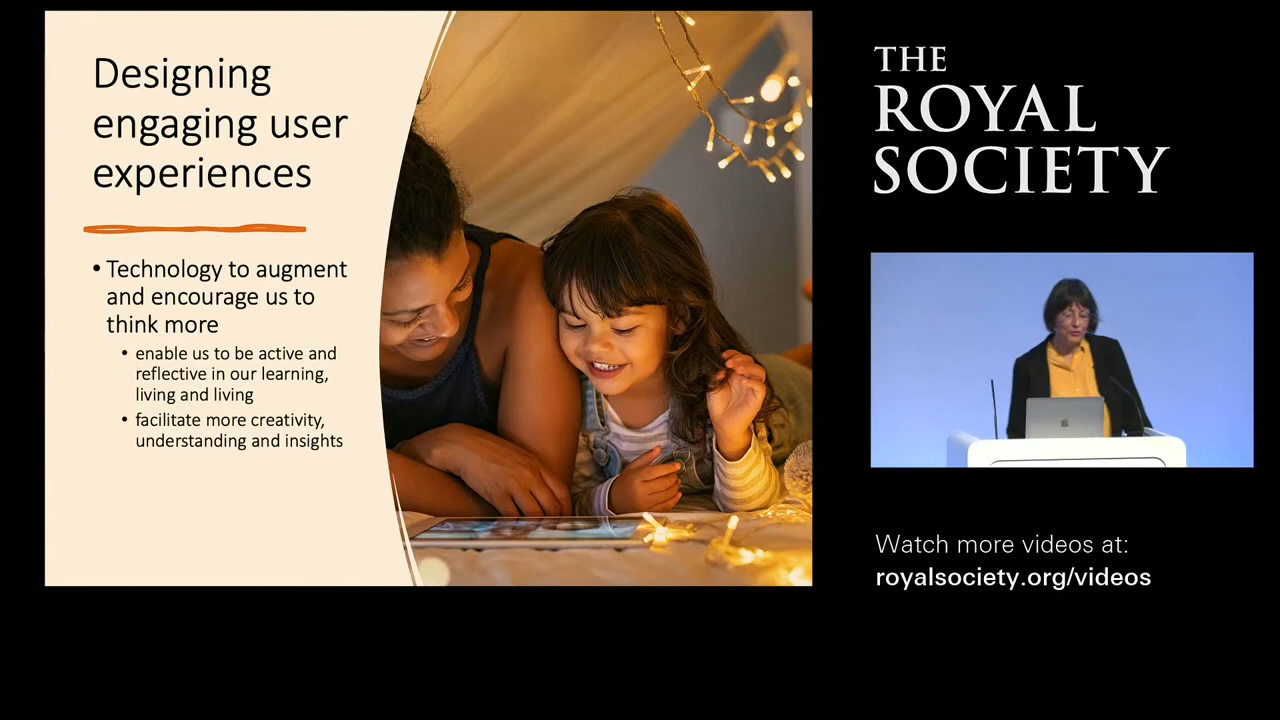 Designing
engaging user
experiences
• Technology to augment
and encourage us to
think more
• enable us to be active and
reflective in our learning,
living and living
• facilitate more creativity,
understanding and insights
THE
ROYAL
SOCIETY
Watch more videos at:
royalsociety.org/videos